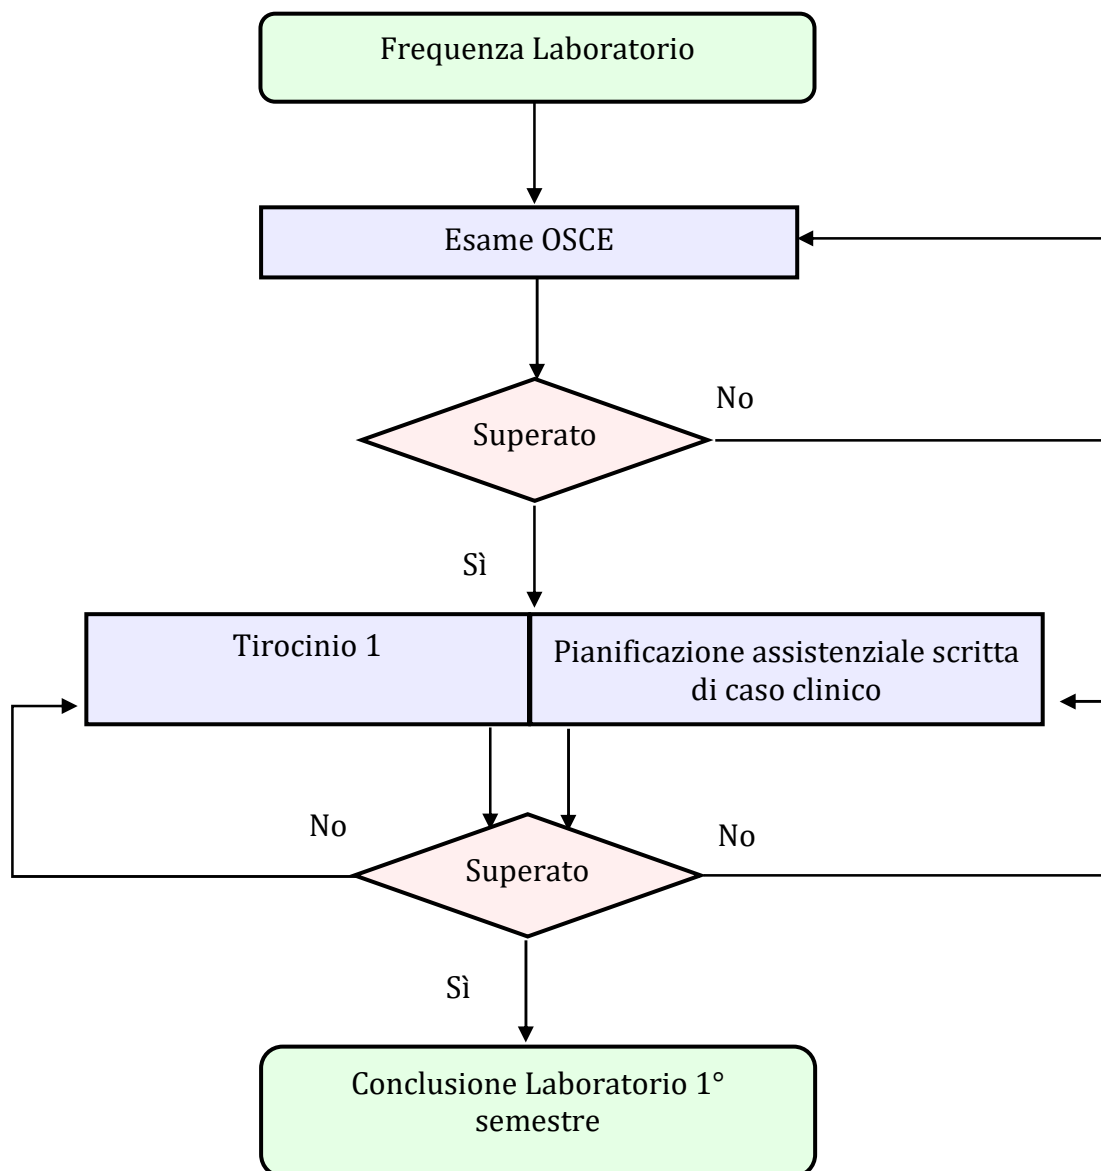 Frequenza Laboratorio
Esame OSCE
No
Superato
Sì
Tirocinio 1
Pianificazione assistenziale scritta
di caso clinico
No
No
Superato
Sì
Conclusione Laboratorio 1°
semestre